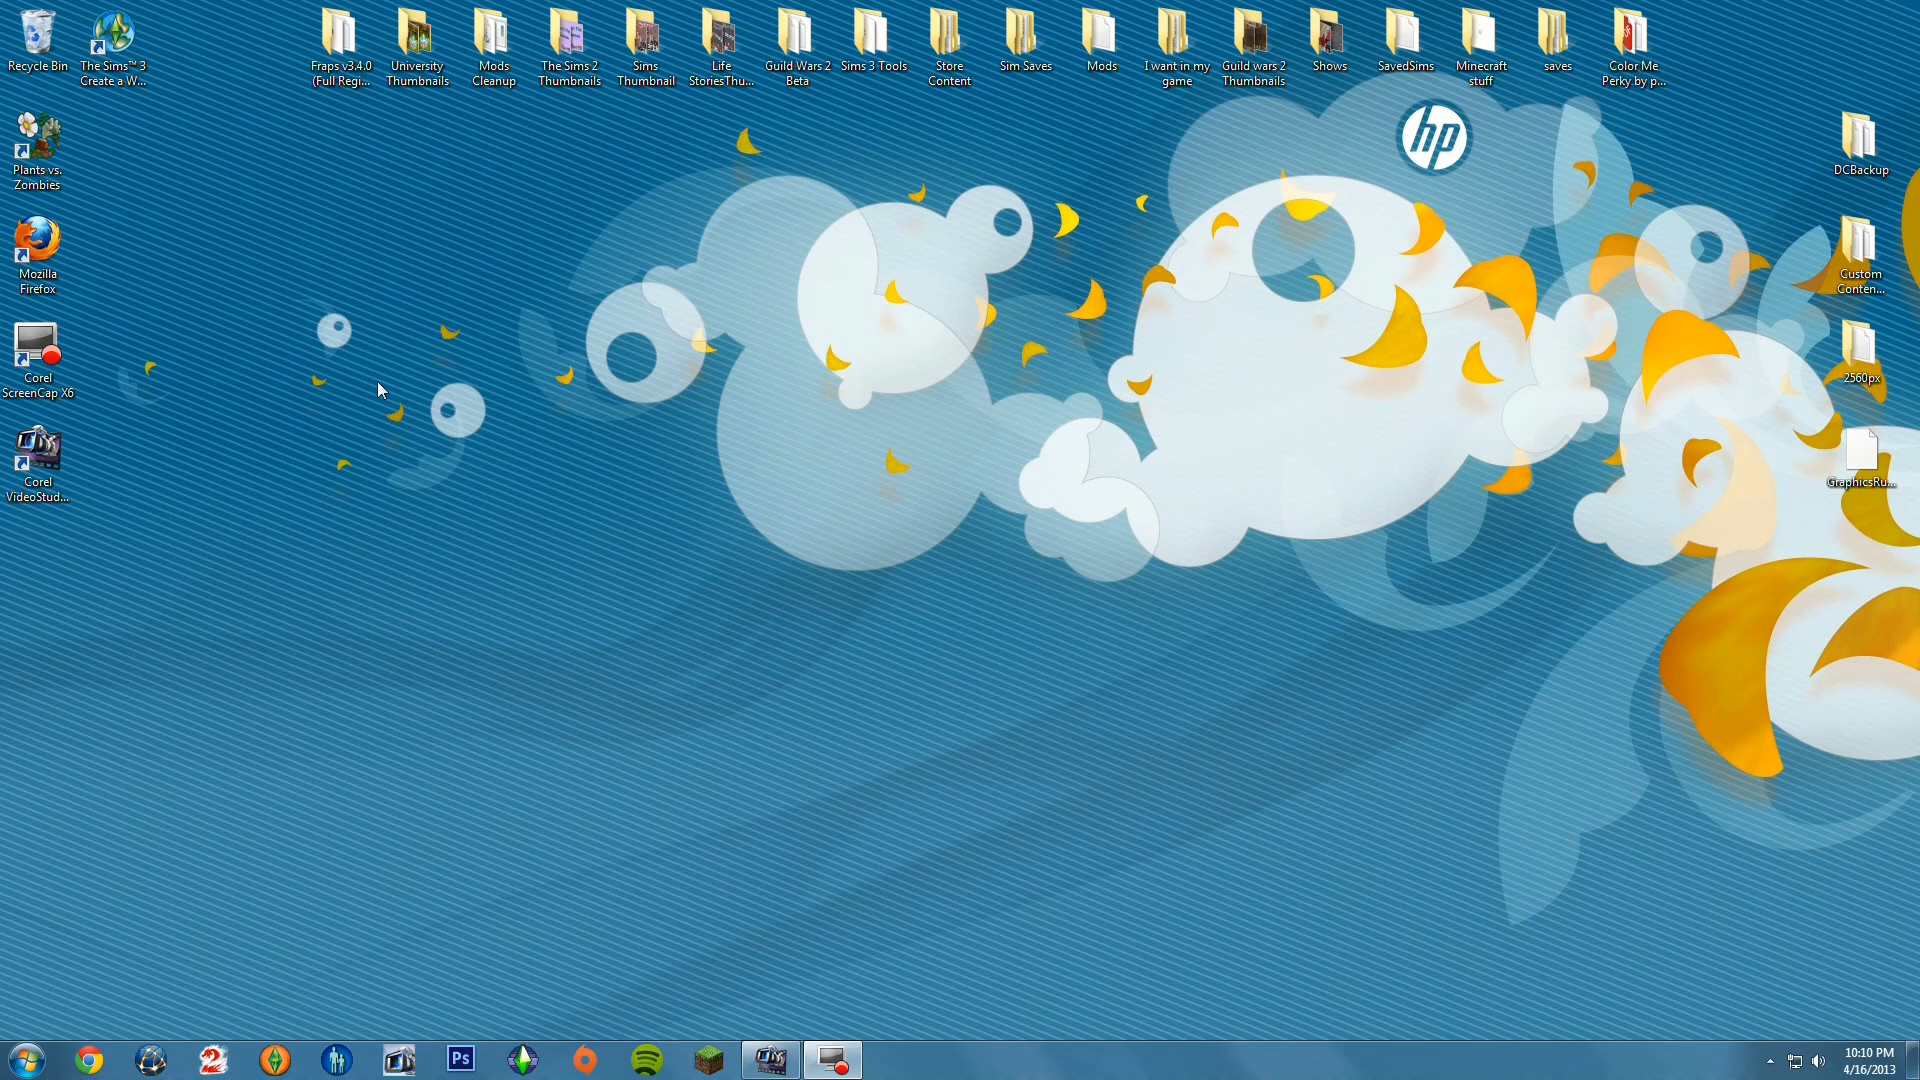 Recycle Bin
The Sims™ 3
Create a W...
Fraps v3.4.0
(Full Regi...
University
Thumbnails
Mods
Cleanup
The Sims 2
Thumbnails
Sims
Thumbnail
Life
StoriesThu...
Guild Wars 2
Beta
Sims 3 Tools
Store
Content
Sim Saves
Mods
I want in my
game
Guild wars 2
Thumbnails
Shows
SavedSims
Minecraft
stuff
saves
Color Me
Perky by p...
hp
Plants vs.
Zombies
DCBackup
Mozilla
Firefox
Custom
Conten...
Corel
ScreenCap X6
2560px
Corel
VideoStud...
GraphicsRu...
Ps
10:10 PM
4/16/2013